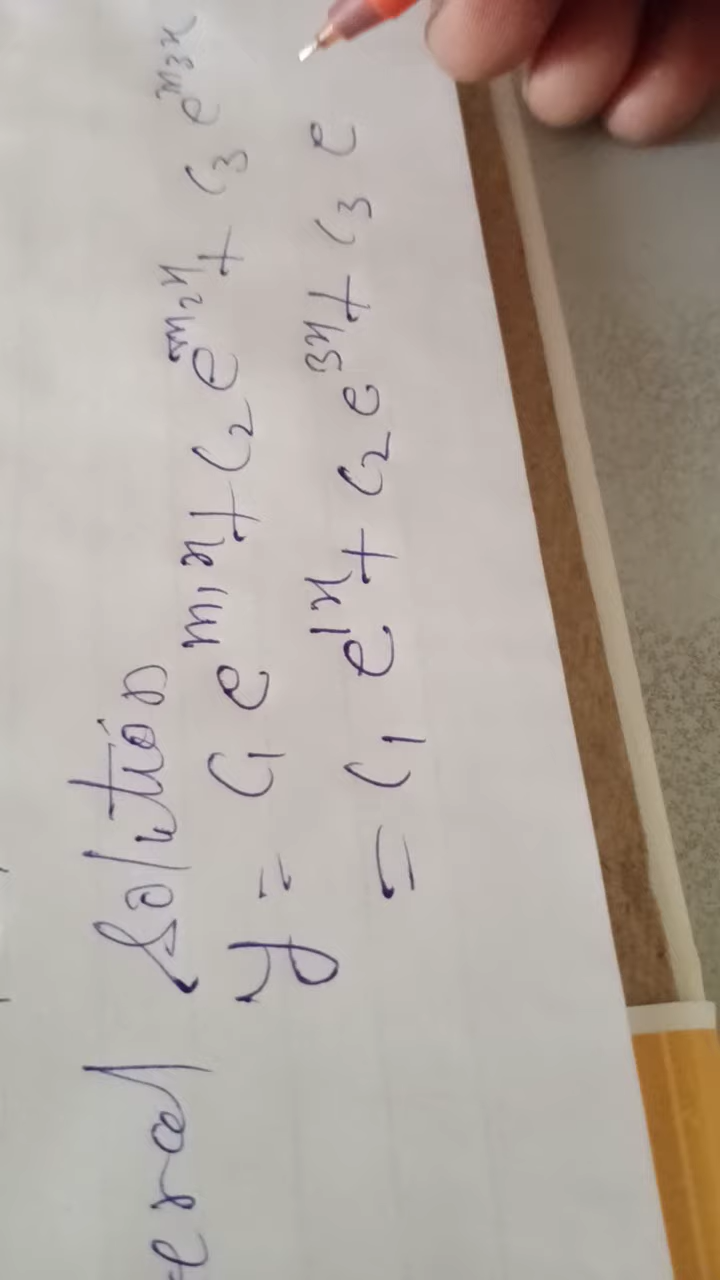 eral solution
y = C₁ e^{m₁x} + C₂ e^{m₂x} + C₃ e^{m₃x}
= C₁ e^{1x} + C₂ e^{3x} + C₃ e